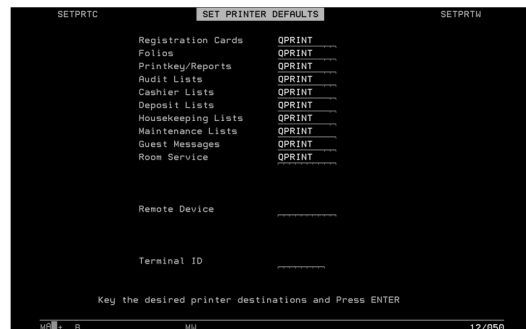 SETPRTC SET PRINTER DEFAULTS SETPRTW
Registration Cards QPRINT
Folios QPRINT
Printkey/Reports QPRINT
Audit Lists QPRINT
Cashier Lists QPRINT
Deposit Lists QPRINT
Housekeeping Lists QPRINT
Maintenance Lists QPRINT
Guest Messages QPRINT
Room Service QPRINT
Remote Device
Terminal ID
Key the desired printer destinations and Press ENTER
B MW 12/050